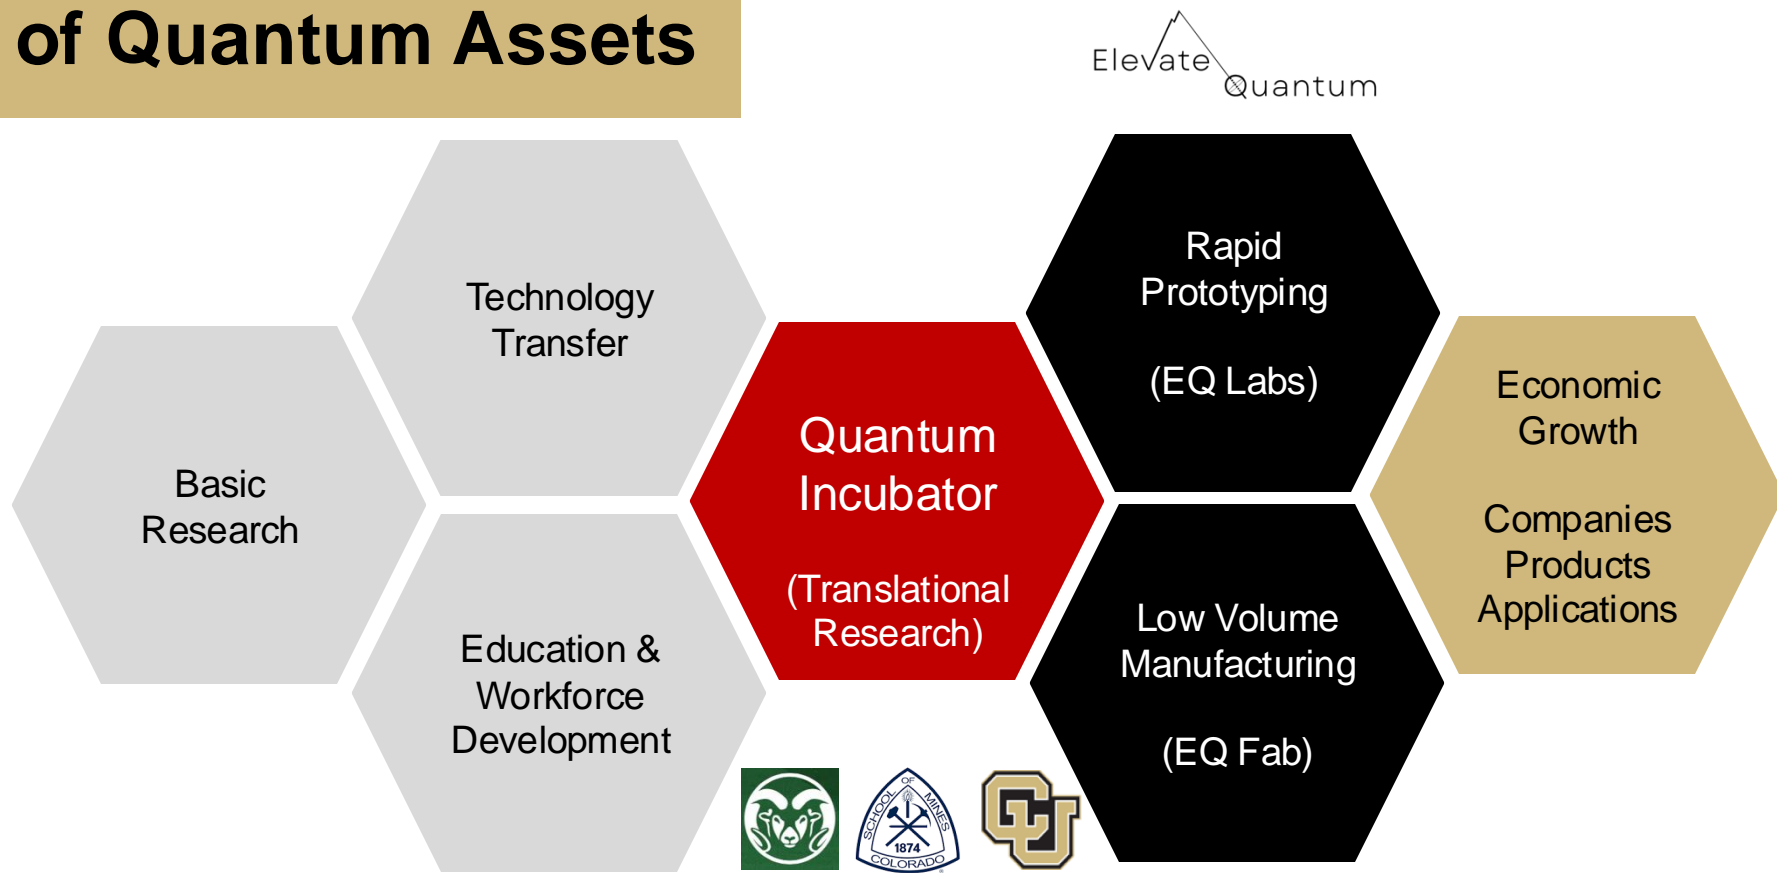 of Quantum Assets
Elevate
Quantum
Basic
Research
Technology
Transfer
Education &
Workforce
Development
Quantum
Incubator
(Translational
Research)
Rapid
Prototyping
(EQ Labs)
Low Volume
Manufacturing
(EQ Fab)
Economic
Growth
Companies
Products
Applications
SCHOOL OF MINES
1874
COLORADO
CU